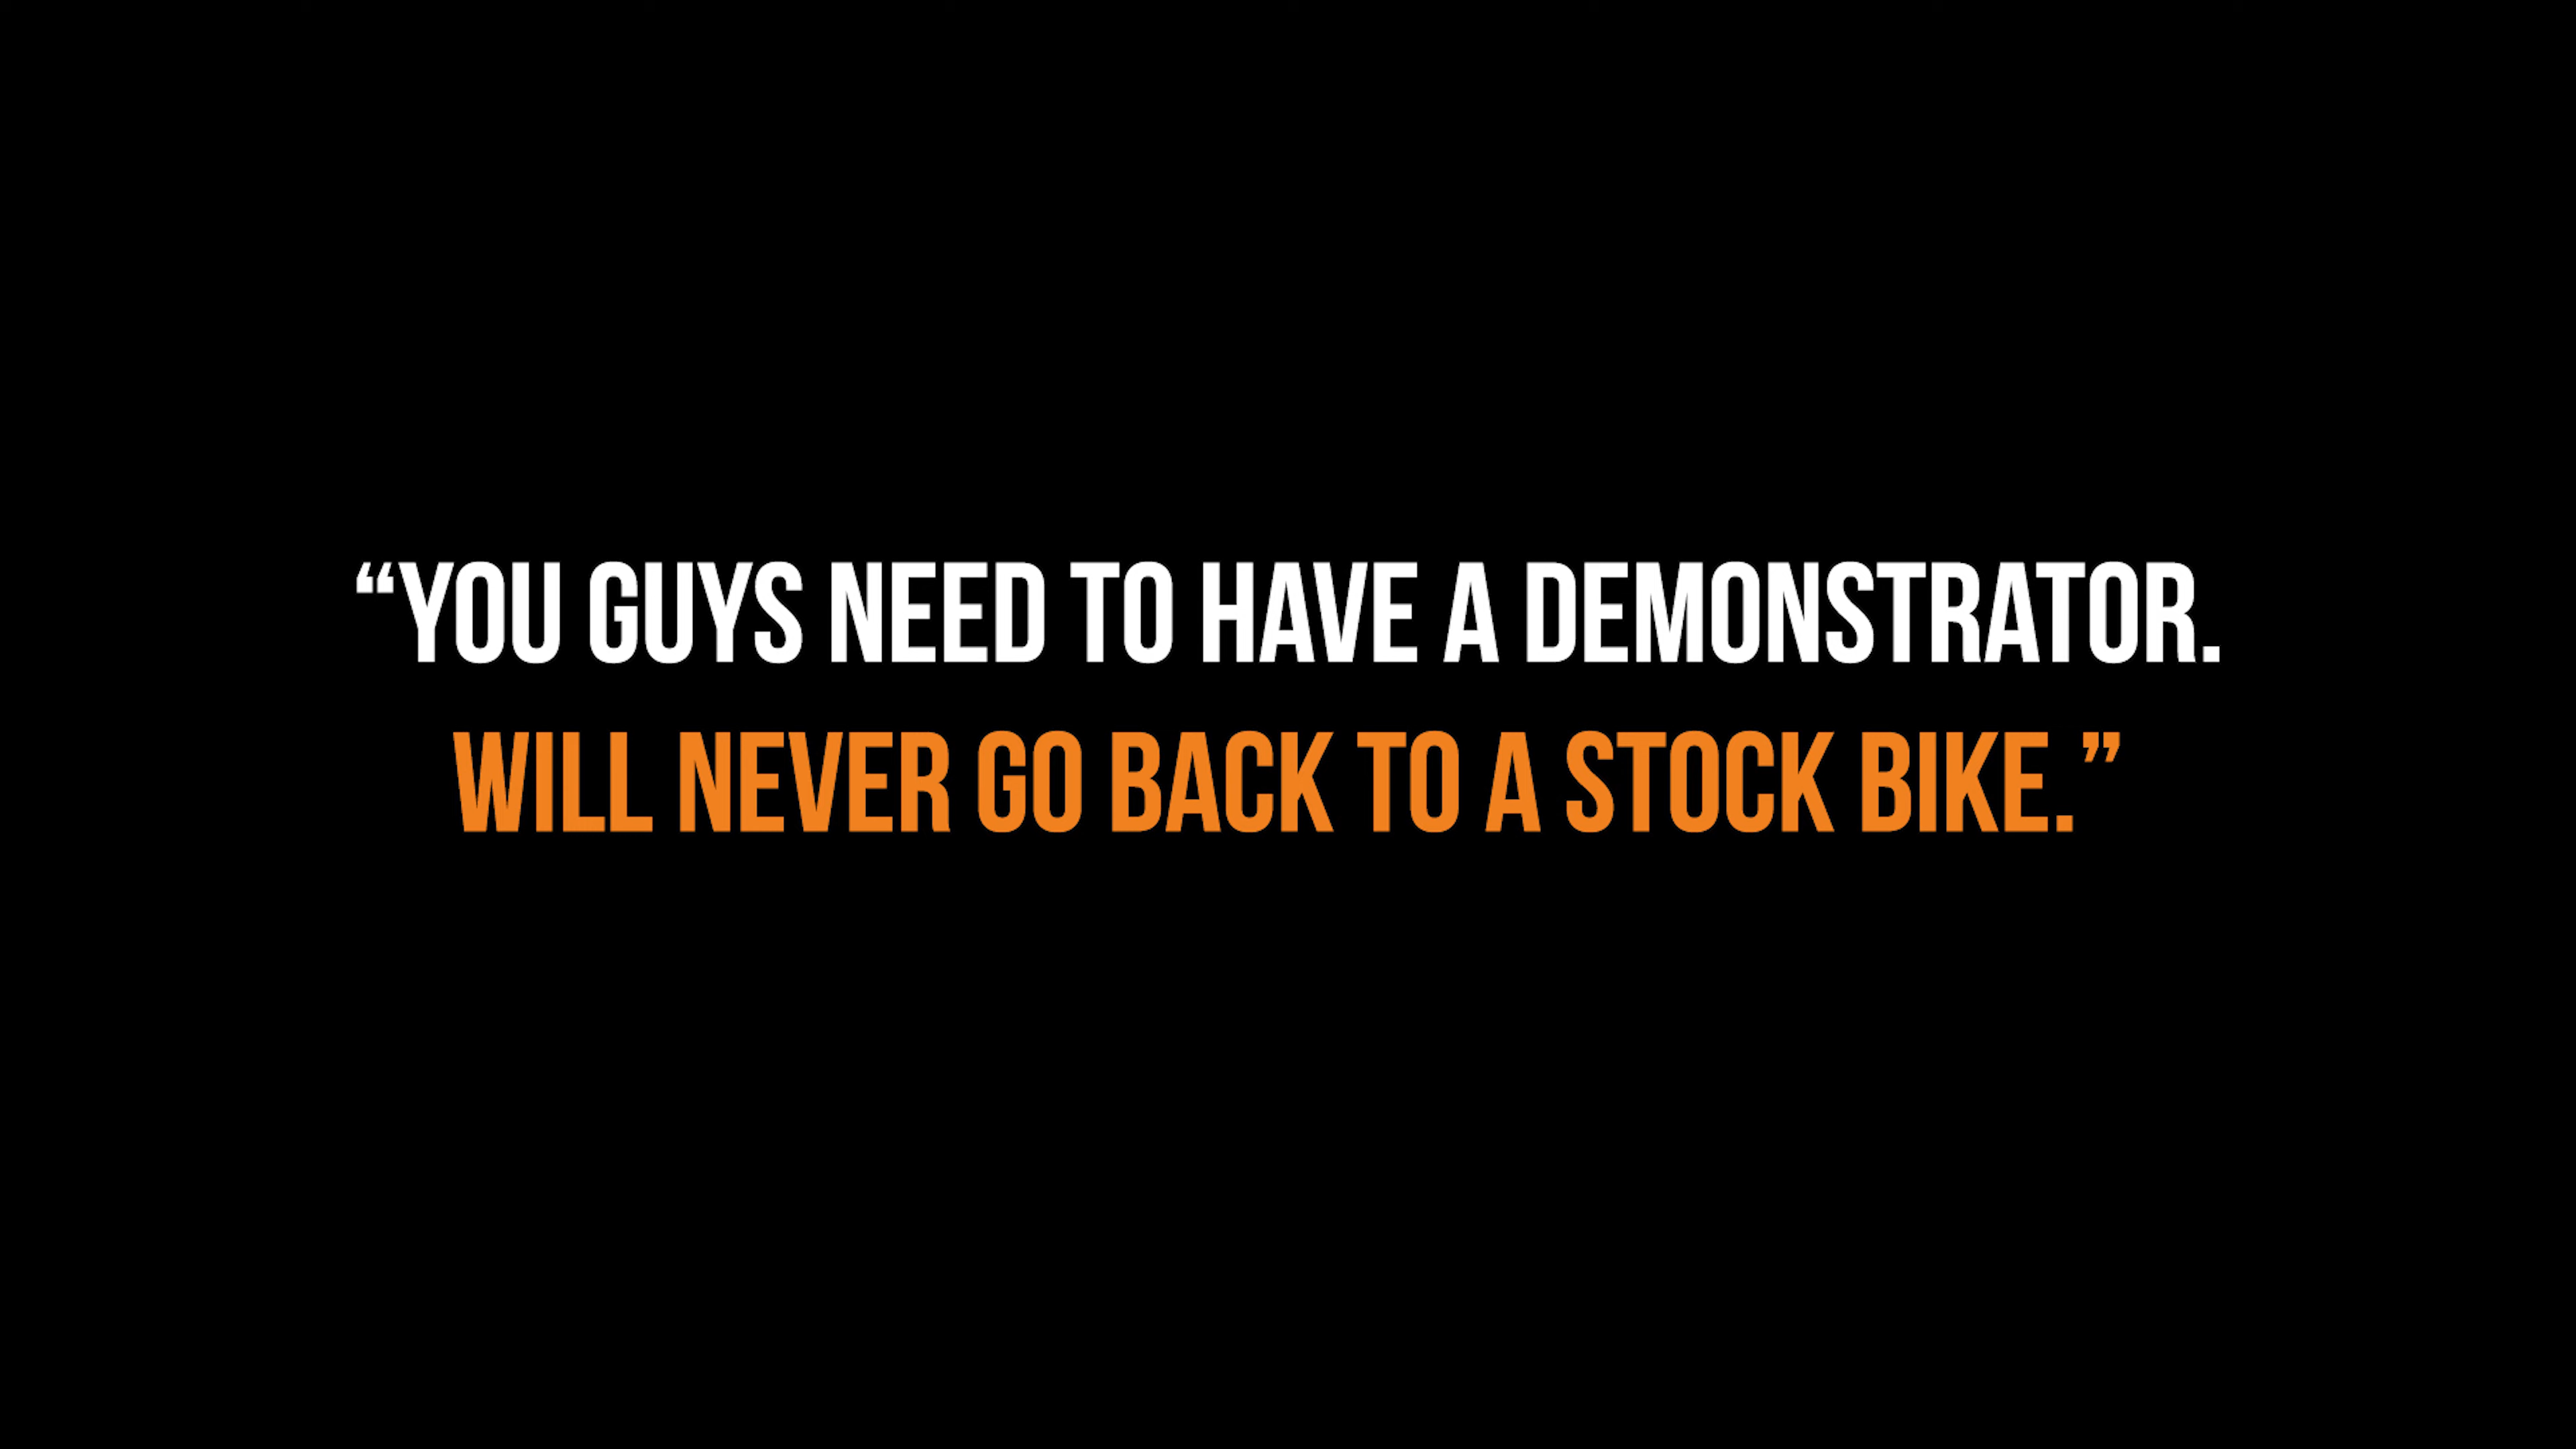 “YOU GUYS NEED TO HAVE A DEMONSTRATOR.
WILL NEVER GO BACK TO A STOCK BIKE.”